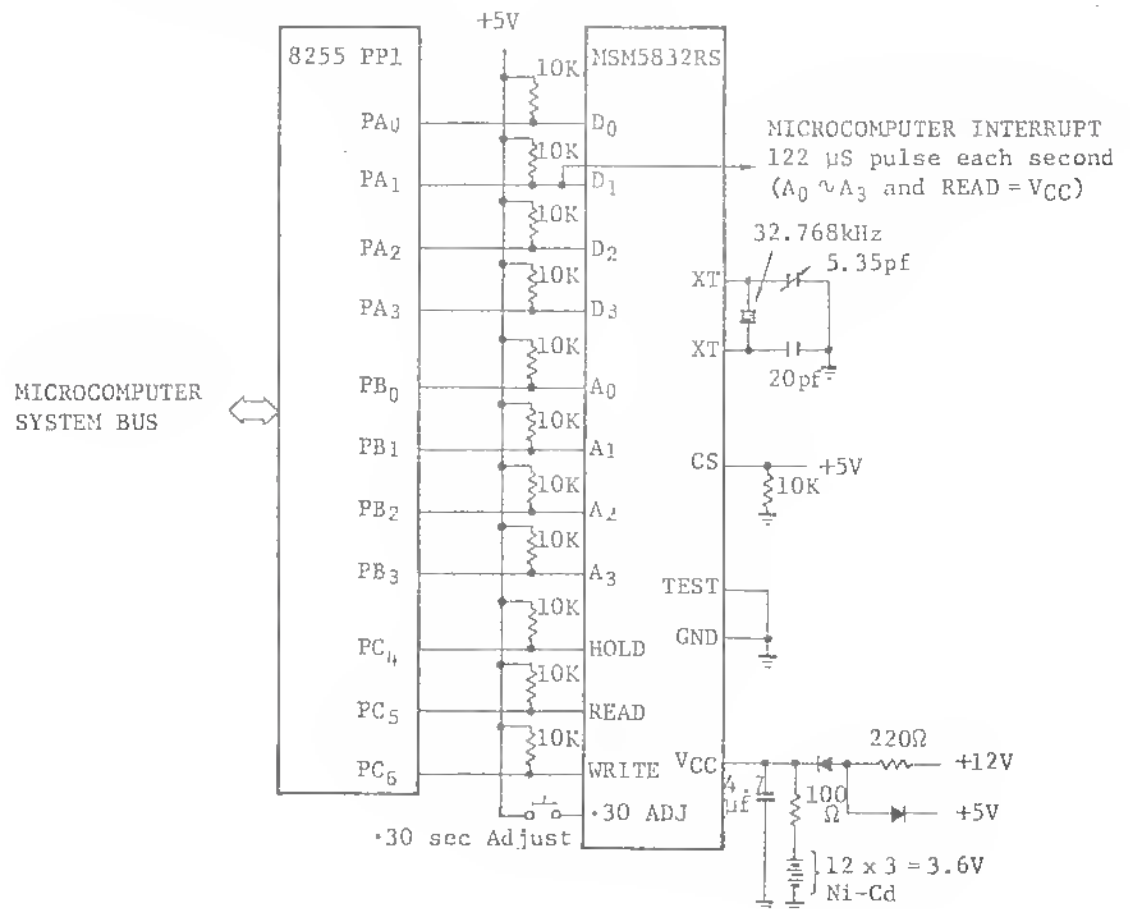 +5V
8255 PP1
MSM5832RS
10K
PA0
D0
MICROCOMPUTER INTERRUPT
122 µS pulse each second
(A0 ~A3 and READ = VCC)
10K
PA1
D1
10K
PA2
D2
32.768kHz
5.35pf
10K
PA3
D3
XT
XT
20pf
10K
PB0
A0
MICROCOMPUTER
SYSTEM BUS
10K
PB1
A1
CS
+5V
10K
10K
PB2
A2
10K
PB3
A3
TEST
GND
10K
PC4
HOLD
10K
PC5
READ
10K
PC6
WRITE
VCC
220Ω
+12V
4.7
µf
100
Ω
+5V
·30 ADJ
·30 sec Adjust
12 x 3 = 3.6V
Ni-Cd